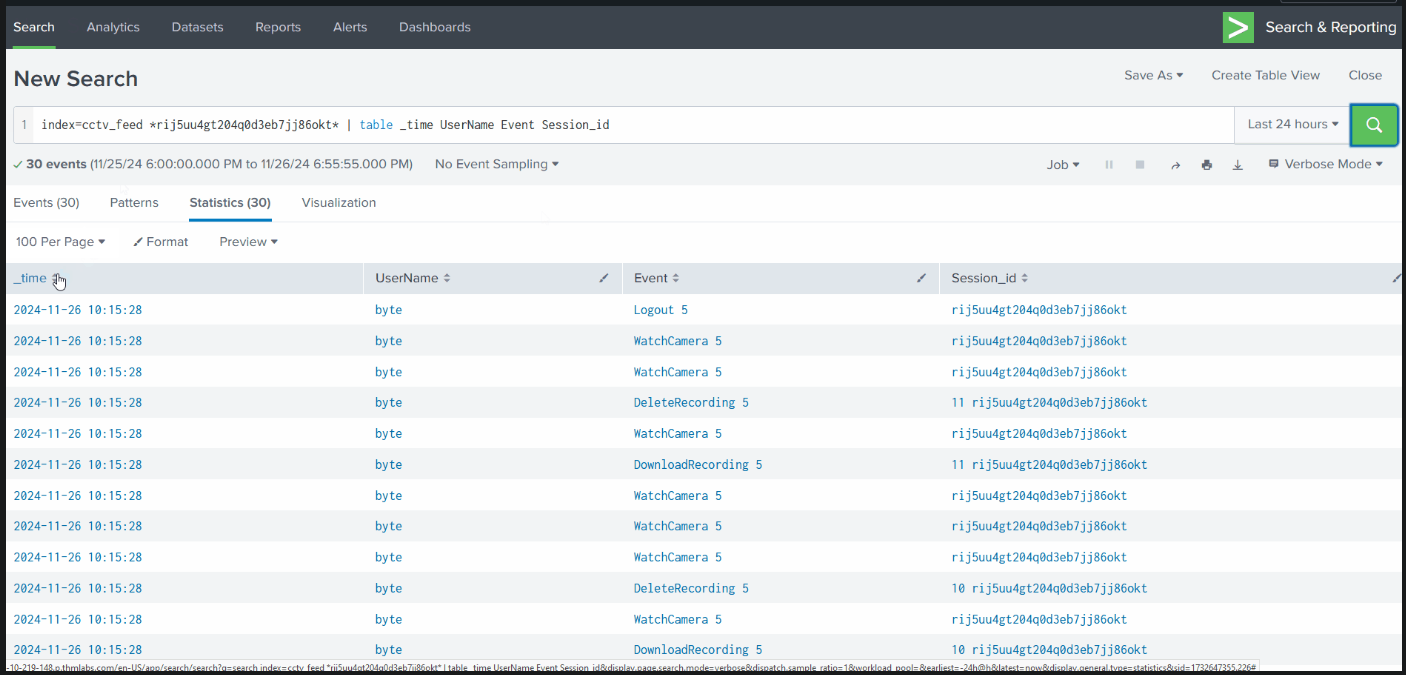 Search Analytics Datasets Reports Alerts Dashboards > Search & Reporting
New Search Save As Create Table View Close
1 index=cctv_feed *rij5uu4gt204q0d3eb7jj86okt* | table _time UserName Event Session_id Last 24 hours
30 events (11/25/24 6:00:00.000 PM to 11/26/24 6:55:55.000 PM) No Event Sampling Job Verbose Mode
Events (30) Patterns Statistics (30) Visualization
100 Per Page Format Preview
_time UserName Event Session_id
2024-11-26 10:15:28 byte Logout 5 rij5uu4gt204q0d3eb7jj86okt
2024-11-26 10:15:28 byte WatchCamera 5 rij5uu4gt204q0d3eb7jj86okt
2024-11-26 10:15:28 byte WatchCamera 5 rij5uu4gt204q0d3eb7jj86okt
2024-11-26 10:15:28 byte DeleteRecording 5 11 rij5uu4gt204q0d3eb7jj86okt
2024-11-26 10:15:28 byte WatchCamera 5 rij5uu4gt204q0d3eb7jj86okt
2024-11-26 10:15:28 byte DownloadRecording 5 11 rij5uu4gt204q0d3eb7jj86okt
2024-11-26 10:15:28 byte WatchCamera 5 rij5uu4gt204q0d3eb7jj86okt
2024-11-26 10:15:28 byte WatchCamera 5 rij5uu4gt204q0d3eb7jj86okt
2024-11-26 10:15:28 byte WatchCamera 5 rij5uu4gt204q0d3eb7jj86okt
2024-11-26 10:15:28 byte DeleteRecording 5 10 rij5uu4gt204q0d3eb7jj86okt
2024-11-26 10:15:28 byte WatchCamera 5 rij5uu4gt204q0d3eb7jj86okt
2024-11-26 10:15:28 byte DownloadRecording 5 10 rij5uu4gt204q0d3eb7jj86okt
-10-219-148.p.thmlabs.com/en-US/app/search/search?q=search index=cctv_feed *rij5uu4gt204q0d3eb7jj86okt* | table _time UserName Event Session_id&display.page.search.mode=verbose&dispatch.sample_ratio=1&workload_pool=&earliest=-24h@h&latest=now&display.general.type=statistics&sid=1732647355.226#